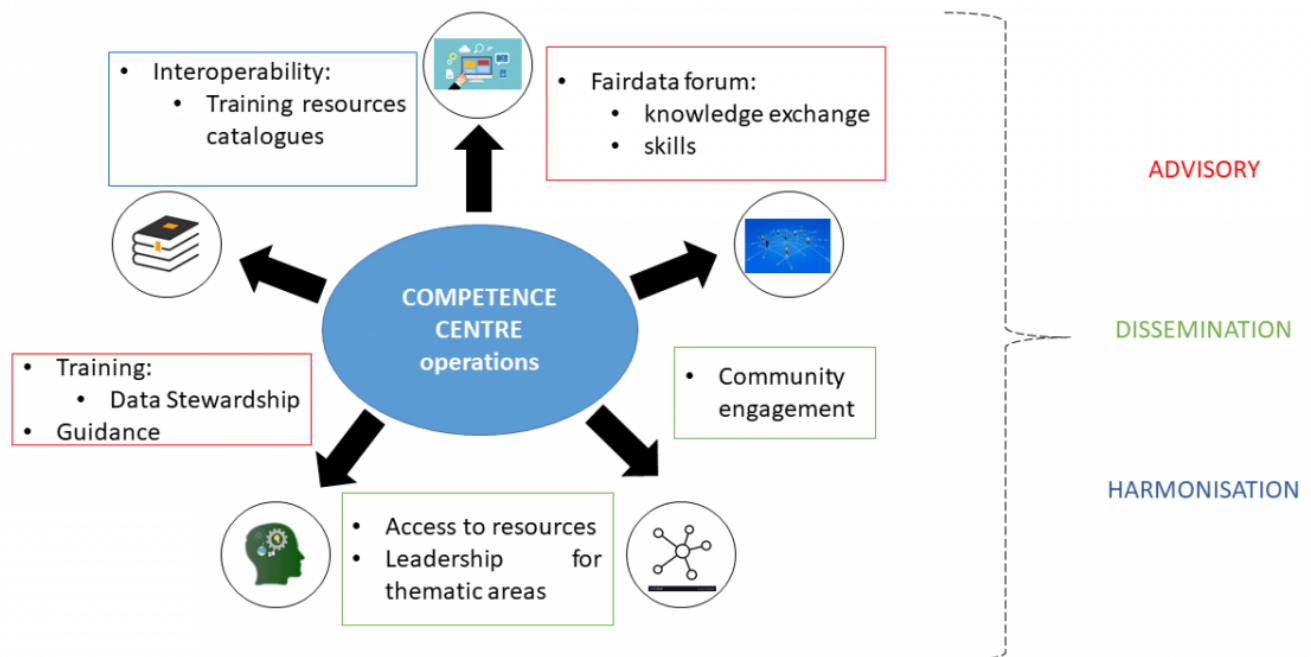 • Interoperability:
• Training resources
catalogues
• Fairdata forum:
• knowledge exchange
• skills
ADVISORY
COMPETENCE
CENTRE
operations
DISSEMINATION
• Training:
• Data Stewardship
• Guidance
• Community
engagement
HARMONISATION
• Access to resources
• Leadership for
thematic areas